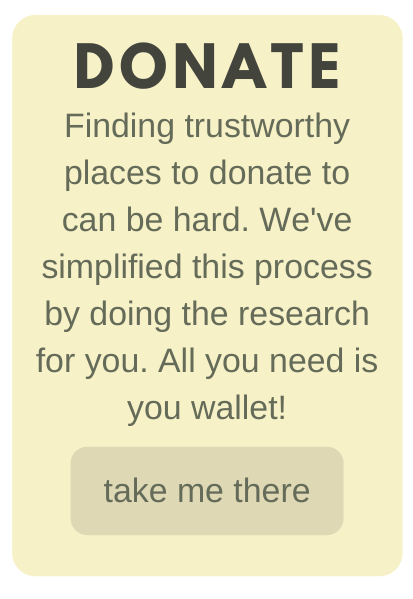 DONATE
Finding trustworthy
places to donate to
can be hard. We've
simplified this process
by doing the research
for you. All you need is
you wallet!
take me there